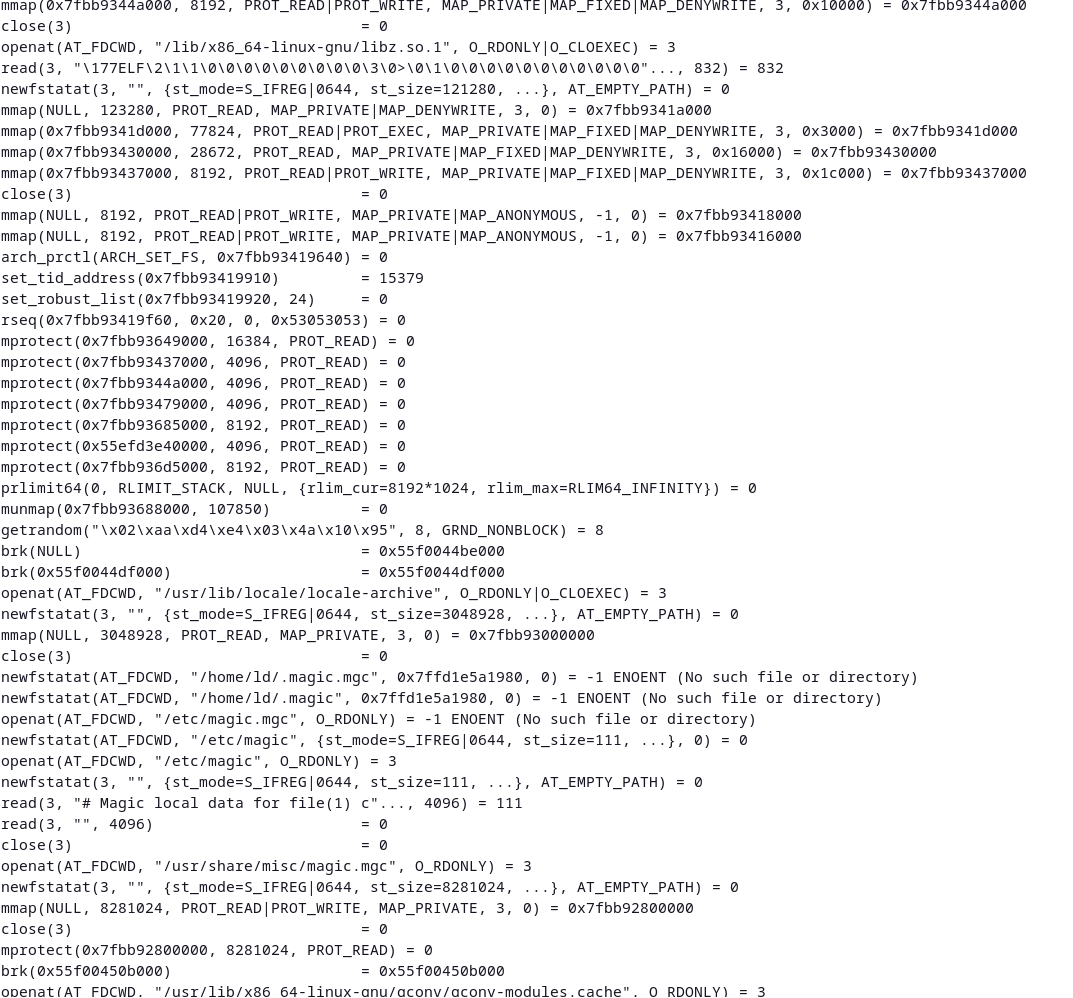 mmap(0x7fbb9344a000, 8192, PROT_READ|PROT_WRITE, MAP_PRIVATE|MAP_FIXED|MAP_DENYWRITE, 3, 0x10000) = 0x7fbb9344a000
close(3)                                = 0
openat(AT_FDCWD, "/lib/x86_64-linux-gnu/libz.so.1", O_RDONLY|O_CLOEXEC) = 3
read(3, "\177ELF\2\1\1\0\0\0\0\0\0\0\0\0\3\0>\0\1\0\0\0\0\0\0\0\0\0\0\0"..., 832) = 832
newfstatat(3, "", {st_mode=S_IFREG|0644, st_size=121280, ...}, AT_EMPTY_PATH) = 0
mmap(NULL, 123280, PROT_READ, MAP_PRIVATE|MAP_DENYWRITE, 3, 0) = 0x7fbb9341a000
mmap(0x7fbb9341d000, 77824, PROT_READ|PROT_EXEC, MAP_PRIVATE|MAP_FIXED|MAP_DENYWRITE, 3, 0x3000) = 0x7fbb9341d000
mmap(0x7fbb93430000, 28672, PROT_READ, MAP_PRIVATE|MAP_FIXED|MAP_DENYWRITE, 3, 0x16000) = 0x7fbb93430000
mmap(0x7fbb93437000, 8192, PROT_READ|PROT_WRITE, MAP_PRIVATE|MAP_FIXED|MAP_DENYWRITE, 3, 0x1c000) = 0x7fbb93437000
close(3)                                = 0
mmap(NULL, 8192, PROT_READ|PROT_WRITE, MAP_PRIVATE|MAP_ANONYMOUS, -1, 0) = 0x7fbb93418000
mmap(NULL, 8192, PROT_READ|PROT_WRITE, MAP_PRIVATE|MAP_ANONYMOUS, -1, 0) = 0x7fbb93416000
arch_prctl(ARCH_SET_FS, 0x7fbb93419640) = 0
set_tid_address(0x7fbb93419910)         = 15379
set_robust_list(0x7fbb93419920, 24)     = 0
rseq(0x7fbb93419f60, 0x20, 0, 0x53053053) = 0
mprotect(0x7fbb93649000, 16384, PROT_READ) = 0
mprotect(0x7fbb93437000, 4096, PROT_READ) = 0
mprotect(0x7fbb9344a000, 4096, PROT_READ) = 0
mprotect(0x7fbb93479000, 4096, PROT_READ) = 0
mprotect(0x7fbb93685000, 8192, PROT_READ) = 0
mprotect(0x55efd3e40000, 4096, PROT_READ) = 0
mprotect(0x7fbb936d5000, 8192, PROT_READ) = 0
prlimit64(0, RLIMIT_STACK, NULL, {rlim_cur=8192*1024, rlim_max=RLIM64_INFINITY}) = 0
munmap(0x7fbb93688000, 107850)          = 0
getrandom("\x02\xaa\xd4\xe4\x03\x4a\x10\x95", 8, GRND_NONBLOCK) = 8
brk(NULL)                               = 0x55f0044be000
brk(0x55f0044df000)                     = 0x55f0044df000
openat(AT_FDCWD, "/usr/lib/locale/locale-archive", O_RDONLY|O_CLOEXEC) = 3
newfstatat(3, "", {st_mode=S_IFREG|0644, st_size=3048928, ...}, AT_EMPTY_PATH) = 0
mmap(NULL, 3048928, PROT_READ, MAP_PRIVATE, 3, 0) = 0x7fbb93000000
close(3)                                = 0
newfstatat(AT_FDCWD, "/home/ld/.magic.mgc", 0x7ffd1e5a1980, 0) = -1 ENOENT (No such file or directory)
newfstatat(AT_FDCWD, "/home/ld/.magic", 0x7ffd1e5a1980, 0) = -1 ENOENT (No such file or directory)
openat(AT_FDCWD, "/etc/magic.mgc", O_RDONLY) = -1 ENOENT (No such file or directory)
newfstatat(AT_FDCWD, "/etc/magic", {st_mode=S_IFREG|0644, st_size=111, ...}, 0) = 0
openat(AT_FDCWD, "/etc/magic", O_RDONLY) = 3
newfstatat(3, "", {st_mode=S_IFREG|0644, st_size=111, ...}, AT_EMPTY_PATH) = 0
read(3, "# Magic local data for file(1) c"..., 4096) = 111
read(3, "", 4096)                       = 0
close(3)                                = 0
openat(AT_FDCWD, "/usr/share/misc/magic.mgc", O_RDONLY) = 3
newfstatat(3, "", {st_mode=S_IFREG|0644, st_size=8281024, ...}, AT_EMPTY_PATH) = 0
mmap(NULL, 8281024, PROT_READ|PROT_WRITE, MAP_PRIVATE, 3, 0) = 0x7fbb92800000
close(3)                                = 0
mprotect(0x7fbb92800000, 8281024, PROT_READ) = 0
brk(0x55f00450b000)                     = 0x55f00450b000
openat(AT_FDCWD, "/usr/lib/x86_64-linux-gnu/gconv/gconv-modules.cache", O_RDONLY) = 3